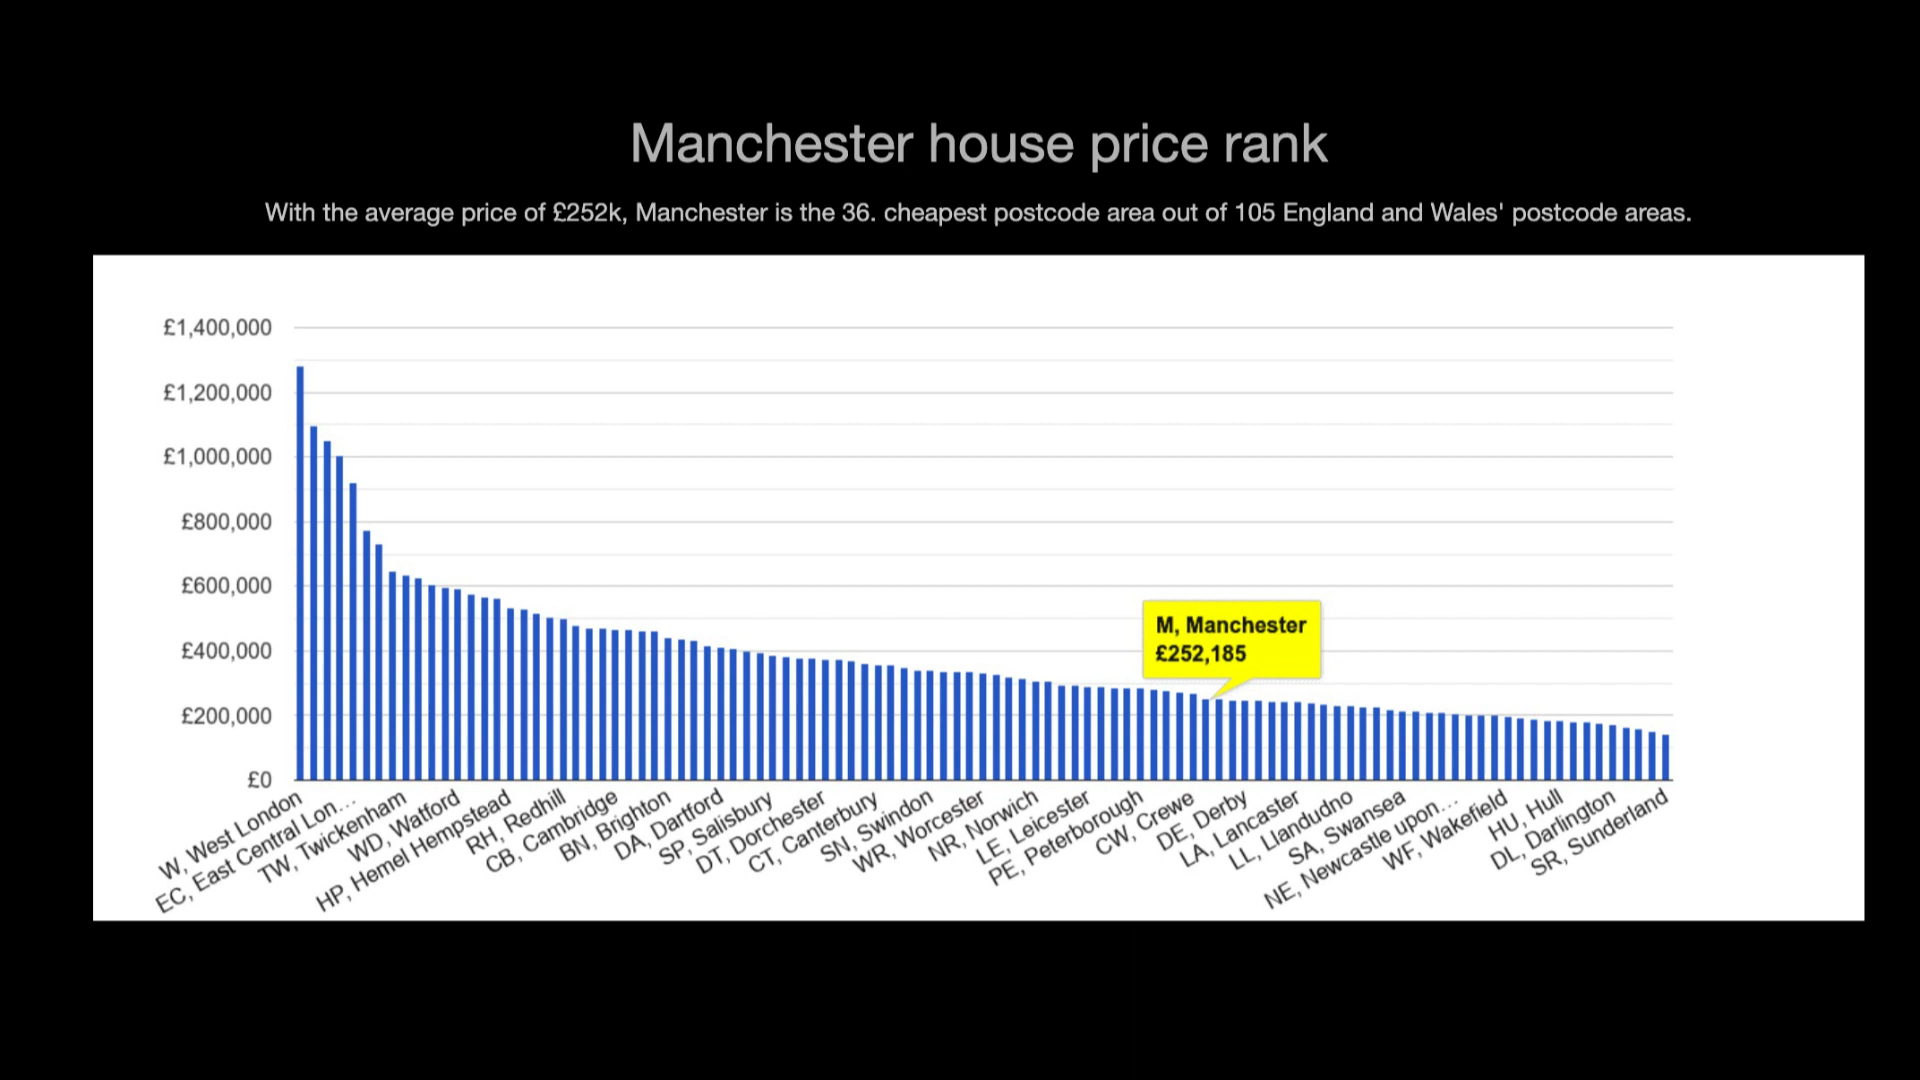 Manchester house price rank
With the average price of £252k, Manchester is the 36. cheapest postcode area out of 105 England and Wales' postcode areas.
£1,400,000
£1,200,000
£1,000,000
£800,000
£600,000
£400,000
£200,000
£0
M, Manchester
£252,185
W, West London
EC, East Central Lon…
TW, Twickenham
WD, Watford
HP, Hemel Hempstead
RH, Redhill
CB, Cambridge
BN, Brighton
DA, Dartford
SP, Salisbury
DT, Dorchester
CT, Canterbury
SN, Swindon
WR, Worcester
NR, Norwich
LE, Leicester
PE, Peterborough
CW, Crewe
DE, Derby
LA, Lancaster
LL, Llandudno
SA, Swansea
NE, Newcastle upon…
WF, Wakefield
HU, Hull
DL, Darlington
SR, Sunderland